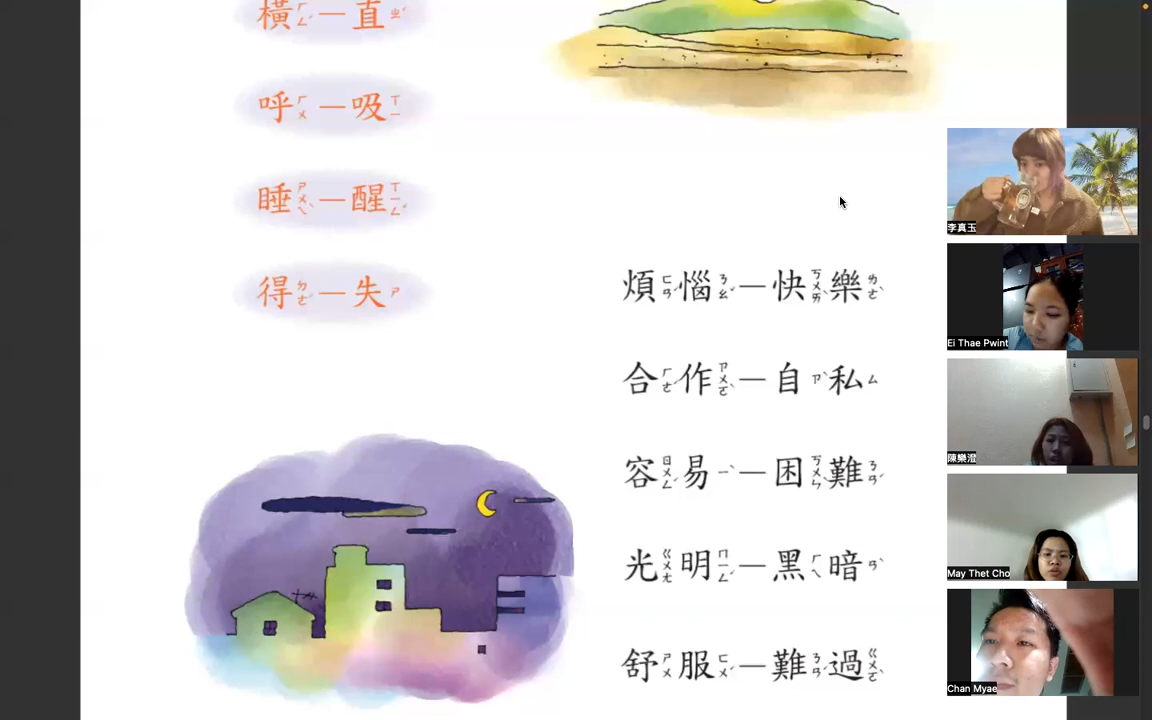 橫ㄏㄥˊ—直ㄓˊ
呼ㄏㄨ—吸ㄒㄧ
睡ㄕㄨㄟˋ—醒ㄒㄧㄥˇ
得ㄉㄜˊ—失ㄕ
煩ㄈㄢˊ惱ㄋㄠˇ—快ㄎㄨㄞˋ樂ㄌㄜˋ
合ㄏㄜˊ作ㄗㄨㄛˋ—自ㄗˋ私ㄙ
容ㄖㄨㄥˊ易ㄧˋ—困ㄎㄨㄣˋ難ㄋㄢˊ
光ㄍㄨㄤ明ㄇㄧㄥˊ—黑ㄏㄟ暗ㄢˋ
舒ㄕㄨ服ㄈㄨˊ—難ㄋㄢˊ過ㄍㄨㄛˋ
李真玉
Ei Thae Pwint
陳樂澄
May Thet Cho
Chan Myae